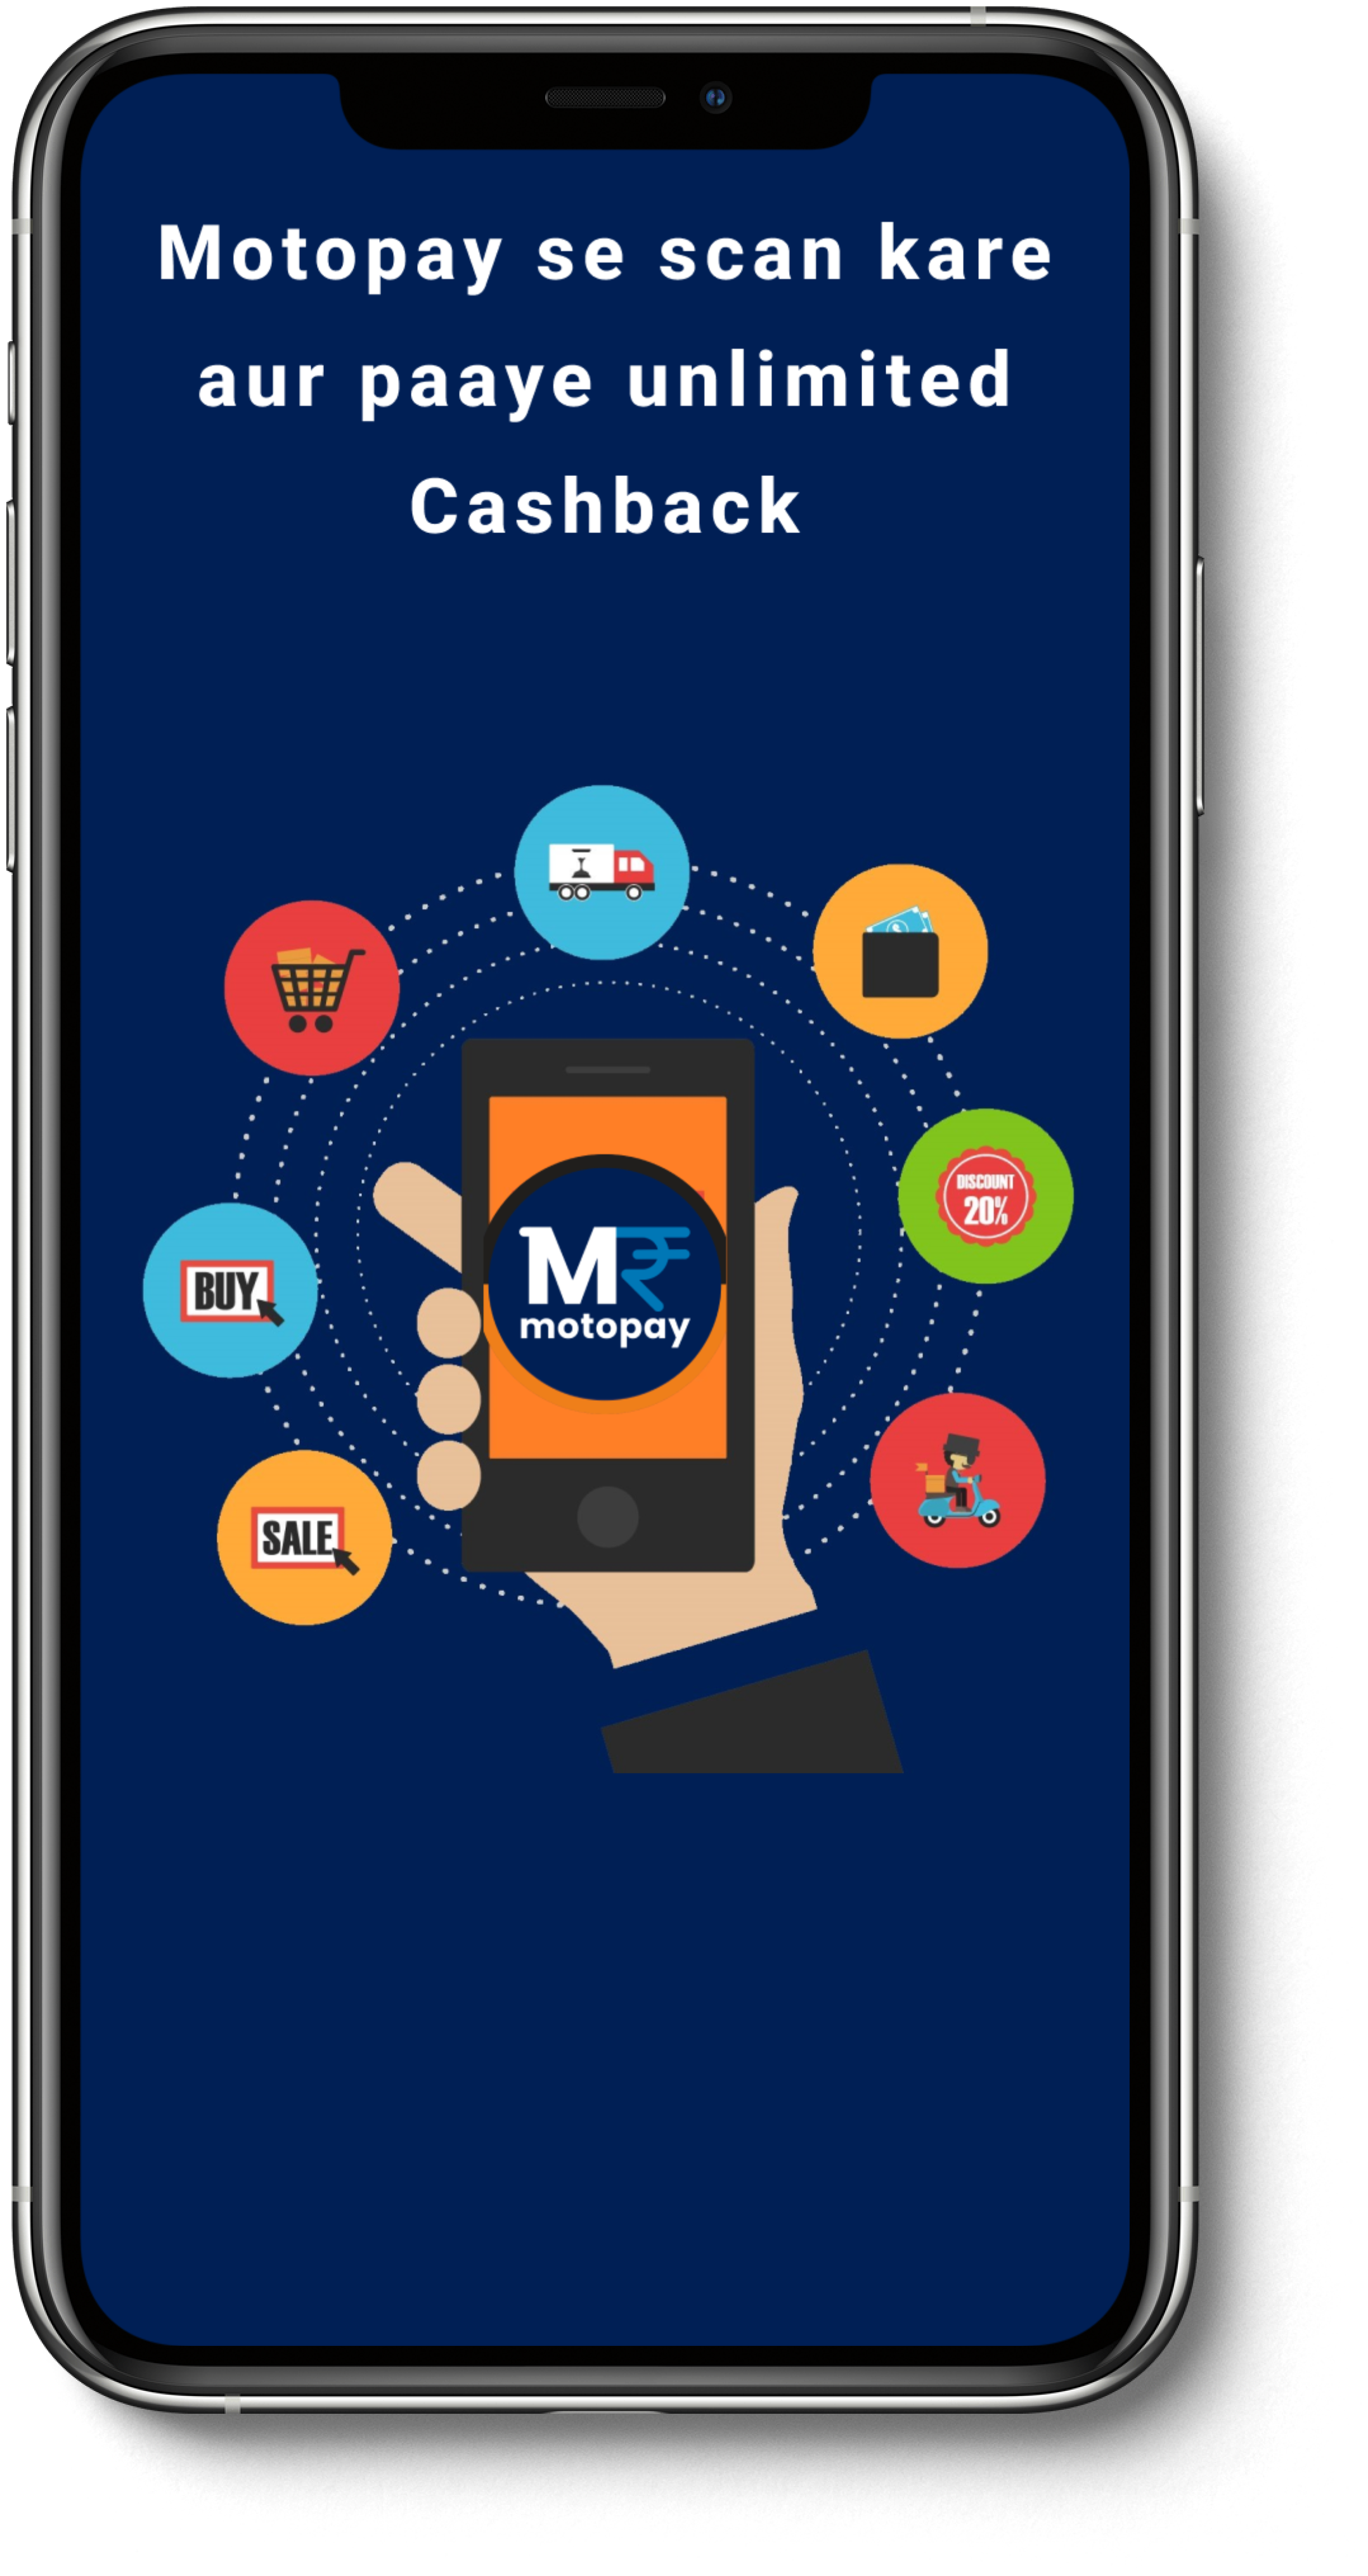 Motopay se scan kare
aur paaye unlimited
Cashback
DISCOUNT
20%
M₹
motopay
BUY
SALE